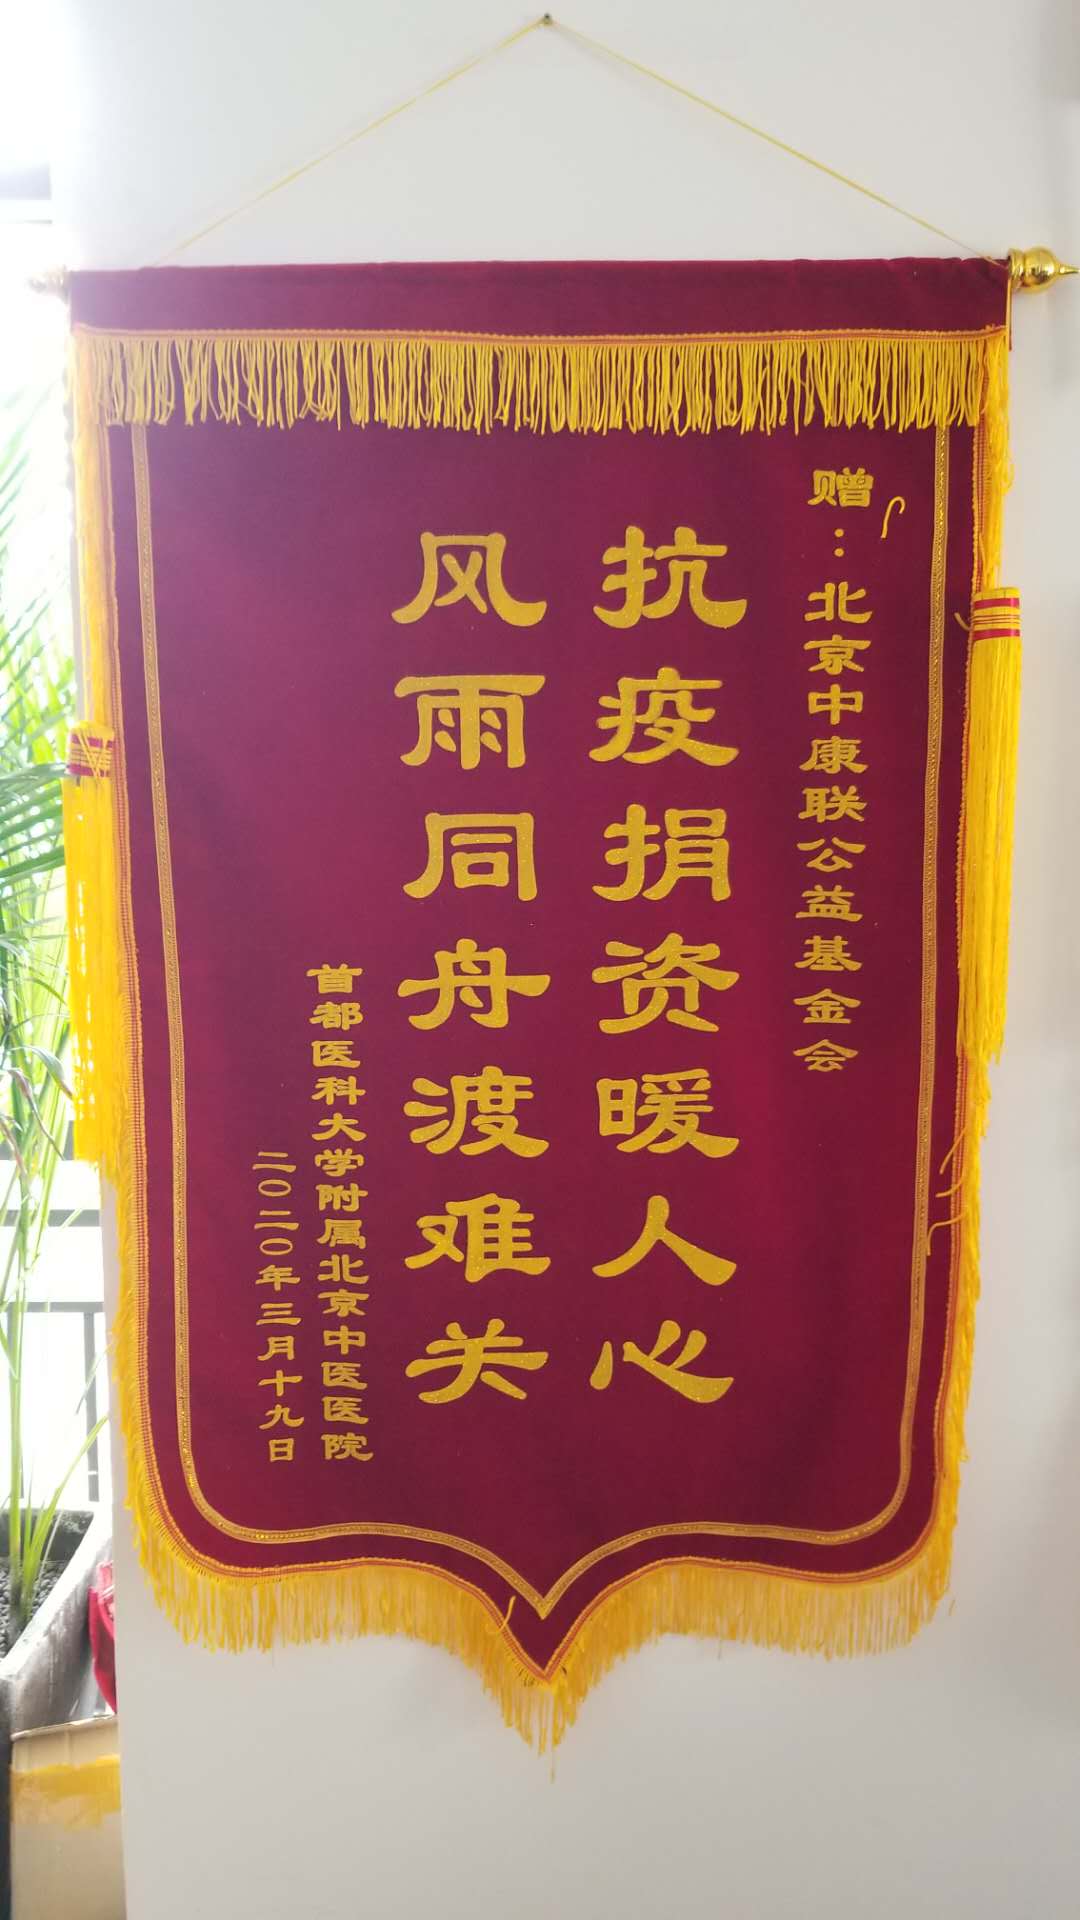 赠：北京中康联公益基金会
抗疫捐资暖人心
风雨同舟渡难关
首都医科大学附属北京中医医院
二〇二〇年三月十九日